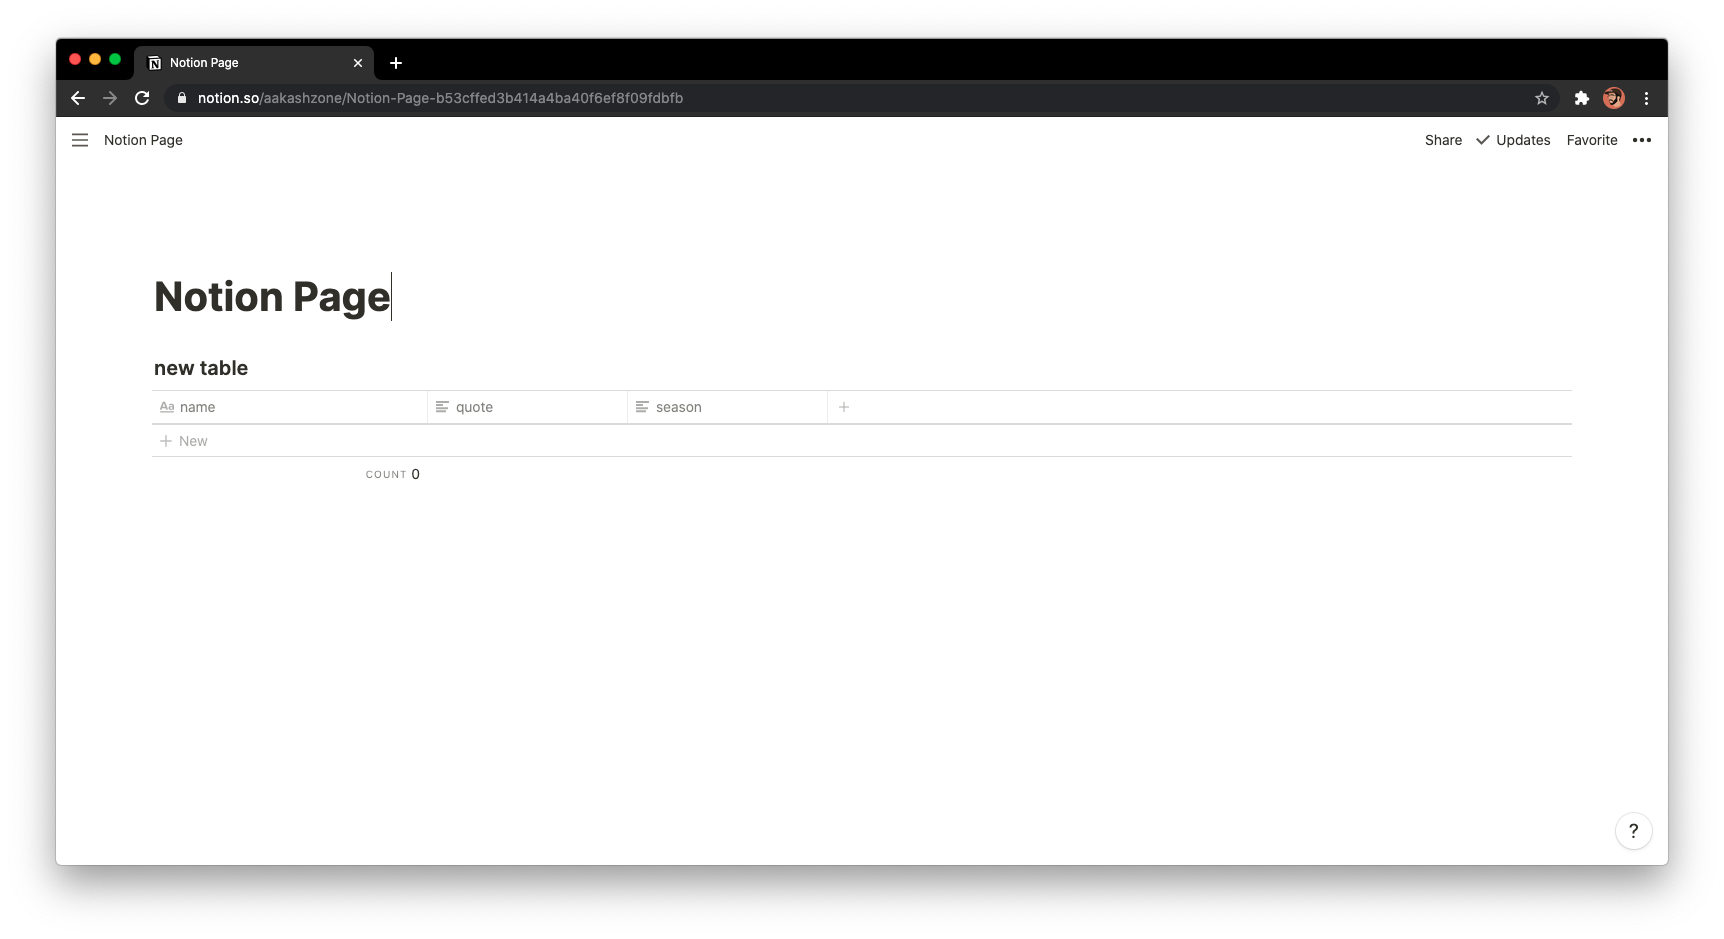 Notion Page
notion.so/aakashzone/Notion-Page-b53cffed3b414a4ba40f6ef8f09fdbfb
Notion Page
Share Updates Favorite
Notion Page
new table
Aa name quote season
New
COUNT 0
?